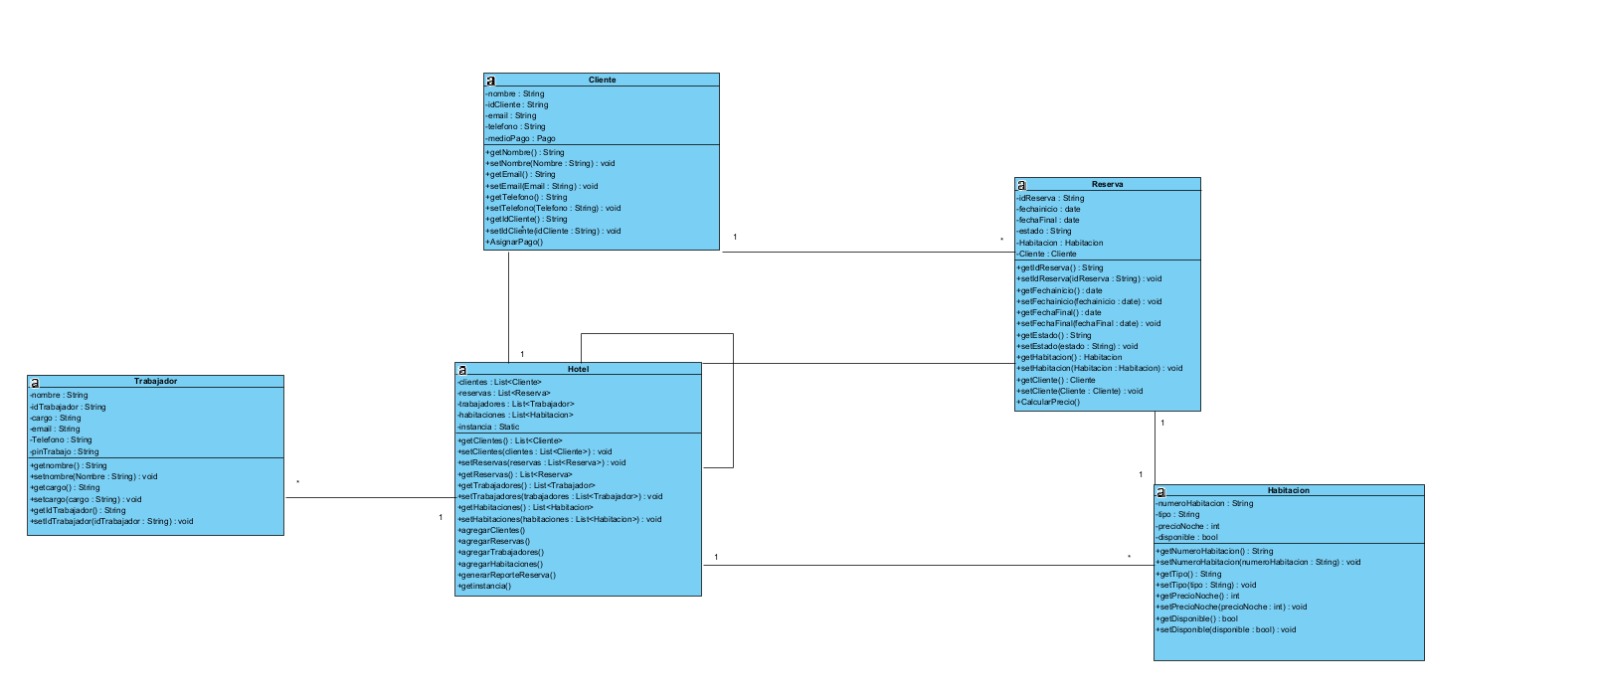 a
Cliente
-nombre : String
-idCliente : String
-email : String
-telefono : String
-medioPago : Pago
+getNombre() : String
+setNombre(Nombre : String) : void
+getEmail() : String
+setEmail(Email : String) : void
+getTelefono() : String
+setTelefono(Telefono : String) : void
+getIdCliente() : String
+setIdCliente(idCliente : String) : void
+AsignarPago()
*
1
*
1
a
Reserva
-idReserva : String
-fechainicio : date
-fechaFinal : date
-estado : String
-Habitacion : Habitacion
-Cliente : Cliente
+getIdReserva() : String
+setIdReserva(idReserva : String) : void
+getFechainicio() : date
+setFechainicio(fechainicio : date) : void
+getFechaFinal() : date
+setFechaFinal(fechaFinal : date) : void
+getEstado() : String
+setEstado(estado : String) : void
+getHabitacion() : Habitacion
+setHabitacion(Habitacion : Habitacion) : void
+getCliente() : Cliente
+setCliente(Cliente : Cliente) : void
+CalcularPrecio()
a
Trabajador
-nombre : String
-idTrabajador : String
-cargo : String
-email : String
-Telefono : String
-pinTrabajo : String
+getnombre() : String
+setnombre(Nombre : String) : void
+getcargo() : String
+setcargo(cargo : String) : void
+getIdTrabajador() : String
+setIdTrabajador(idTrabajador : String) : void
*
1
a
Hotel
-clientes : List<Cliente>
-reservas : List<Reserva>
-trabajadores : List<Trabajador>
-habitaciones : List<Habitacion>
-instancia : Static
+getClientes() : List<Cliente>
+setClientes(clientes : List<Cliente>) : void
+setReservas(reservas : List<Reserva>) : void
+getReservas() : List<Reserva>
+getTrabajadores() : List<Trabajador>
+setTrabajadores(trabajadores : List<Trabajador>) : void
+getHabitaciones() : List<Habitacion>
+setHabitaciones(habitaciones : List<Habitacion>) : void
+agregarClientes()
+agregarReservas()
+agregarTrabajadores()
+agregarHabitaciones()
+generarReporteReserva()
+getinstancia()
1
*
1
1
a
Habitacion
-numeroHabitacion : String
-tipo : String
-precioNoche : int
-disponible : bool
+getNumeroHabitacion() : String
+setNumeroHabitacion(numeroHabitacion : String) : void
+getTipo() : String
+setTipo(tipo : String) : void
+getPrecioNoche() : int
+setPrecioNoche(precioNoche : int) : void
+getDisponible() : bool
+setDisponible(disponible : bool) : void